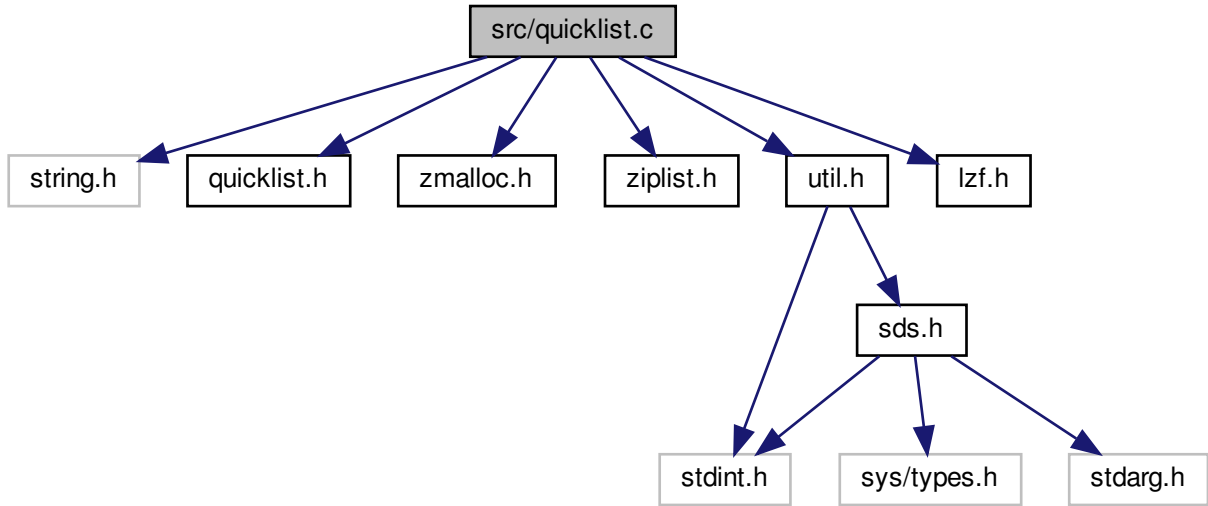 src/quicklist.c
string.h
quicklist.h
zmalloc.h
ziplist.h
util.h
lzf.h
sds.h
stdint.h
sys/types.h
stdarg.h